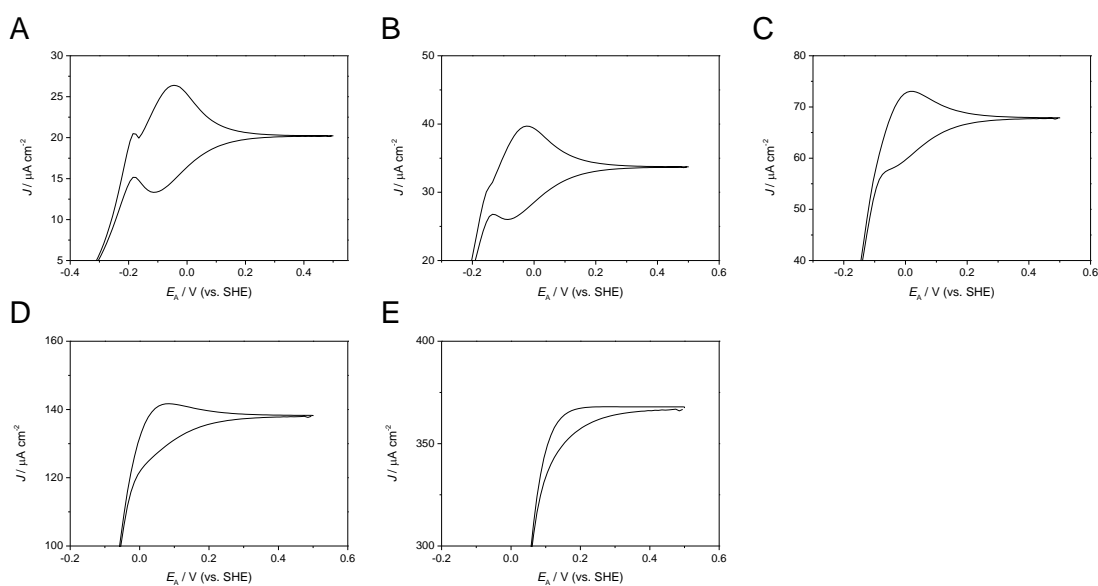 A
30
25
20
15
10
5
J / μA cm⁻²
-0.4 -0.2 0.0 0.2 0.4
E_A / V (vs. SHE)
B
50
40
30
20
J / μA cm⁻²
-0.2 0.0 0.2 0.4 0.6
E_A / V (vs. SHE)
C
80
70
60
50
40
J / μA cm⁻²
-0.2 0.0 0.2 0.4 0.6
E_A / V (vs. SHE)
D
160
140
120
100
J / μA cm⁻²
-0.2 0.0 0.2 0.4 0.6
E_A / V (vs. SHE)
E
400
350
300
J / μA cm⁻²
-0.2 0.0 0.2 0.4 0.6
E_A / V (vs. SHE)